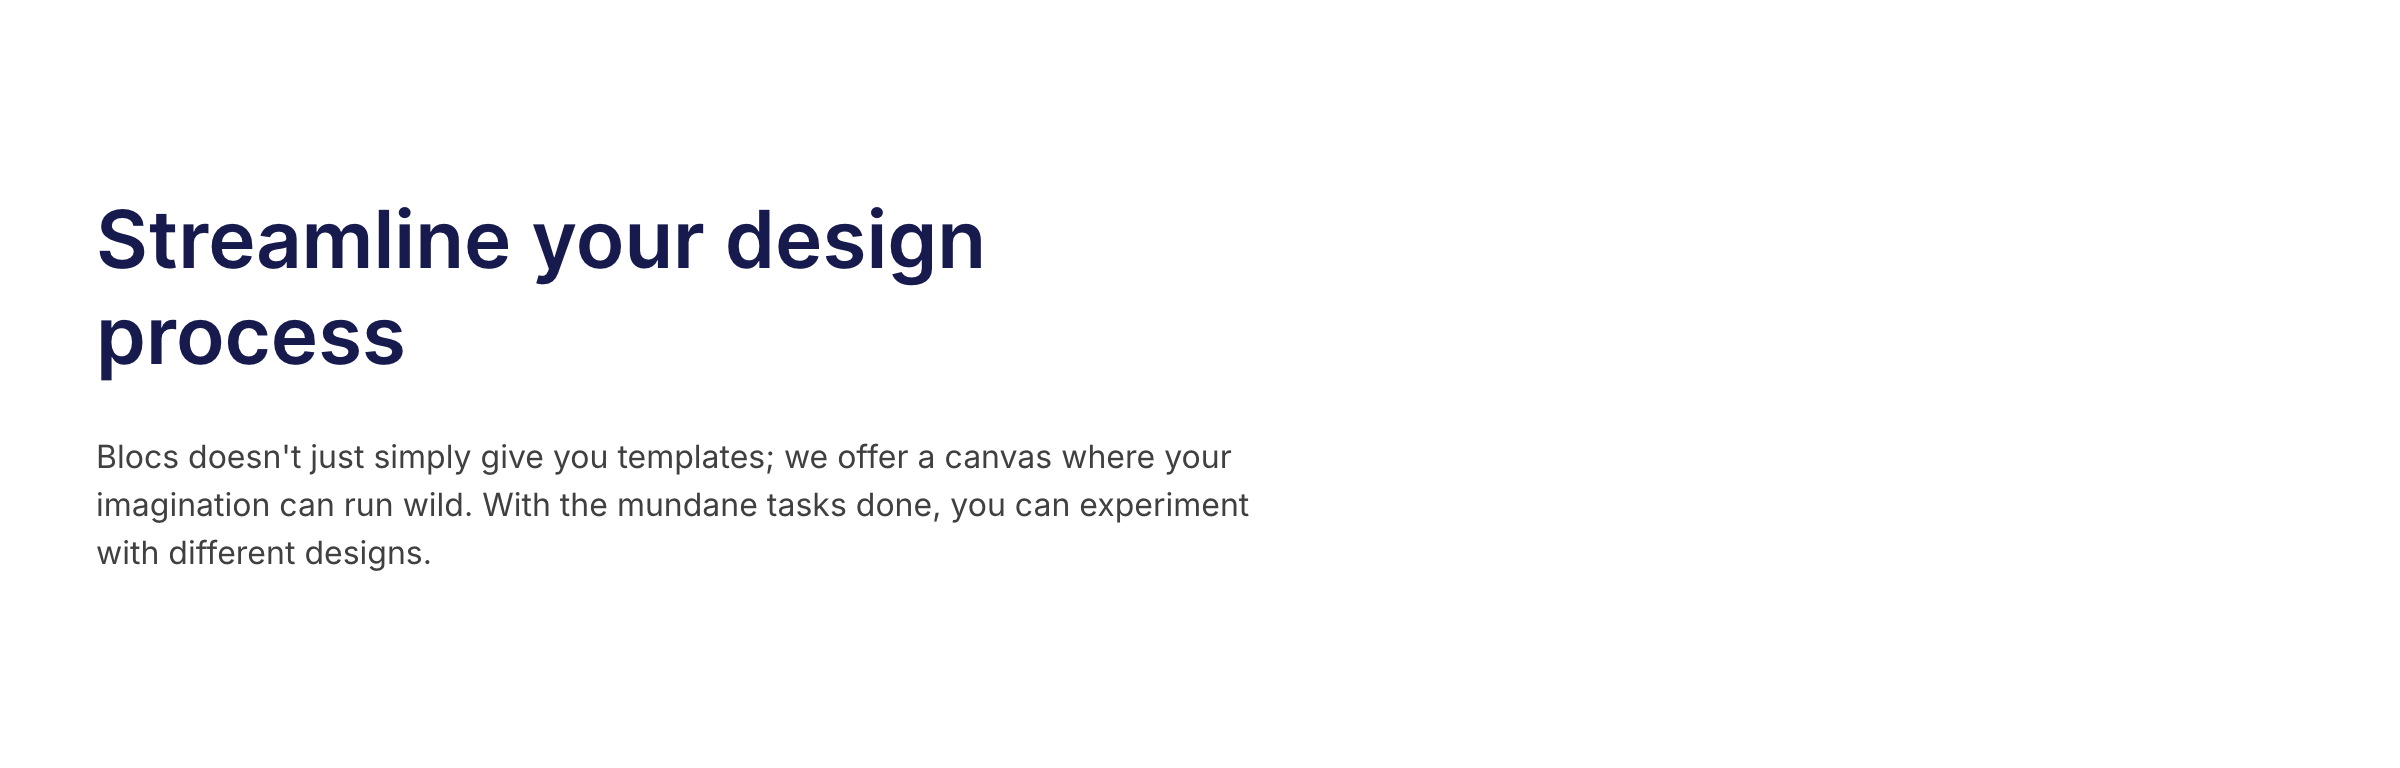 Streamline your design
process
Blocs doesn't just simply give you templates; we offer a canvas where your
imagination can run wild. With the mundane tasks done, you can experiment
with different designs.